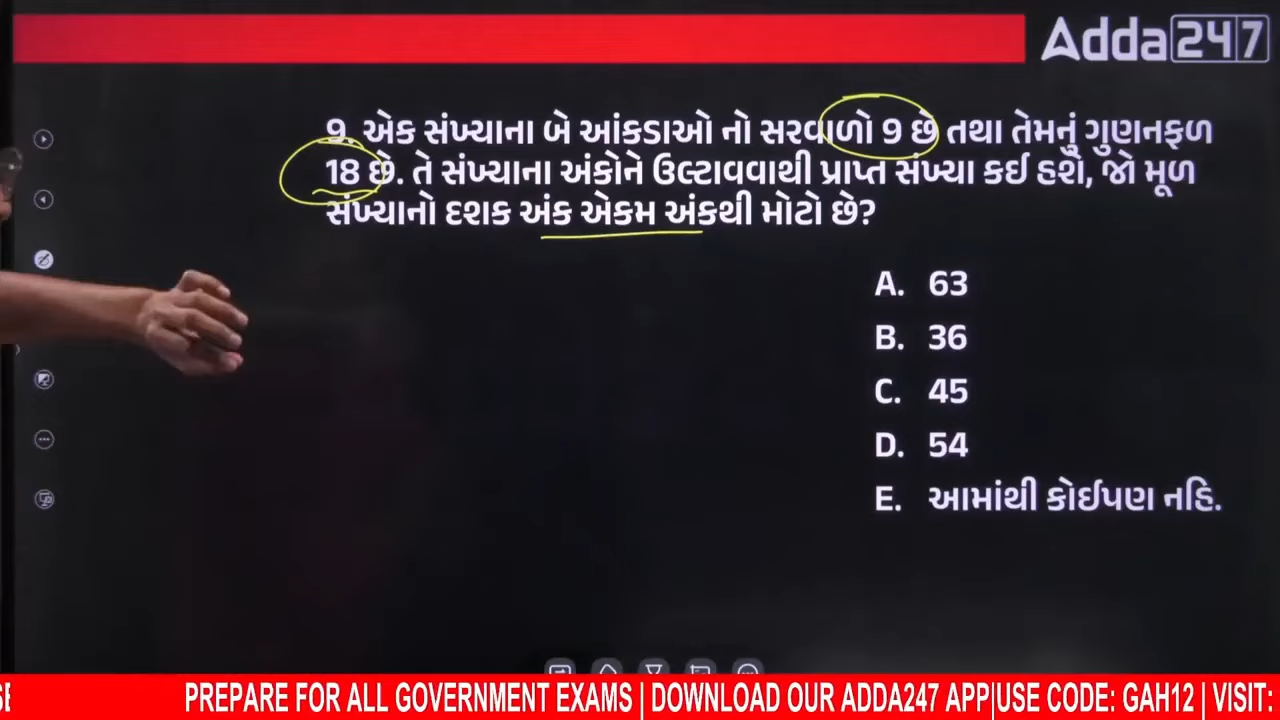 Adda247
9. એક સંખ્યાના બે આંકડાઓ નો સરવાળો 9 છે તથા તેમનું ગુણનફળ
18 છે. તે સંખ્યાના અંકોને ઉલ્ટાવવાથી પ્રાપ્ત સંખ્યા કઈ હશે, જો મૂળ
સંખ્યાનો દશક અંક એકમ અંકથી મોટો છે?
A. 63
B. 36
C. 45
D. 54
E. આમાંથી કોઈપણ નહિ.
PREPARE FOR ALL GOVERNMENT EXAMS | DOWNLOAD OUR ADDA247 APP|USE CODE: GAH12 | VISIT: